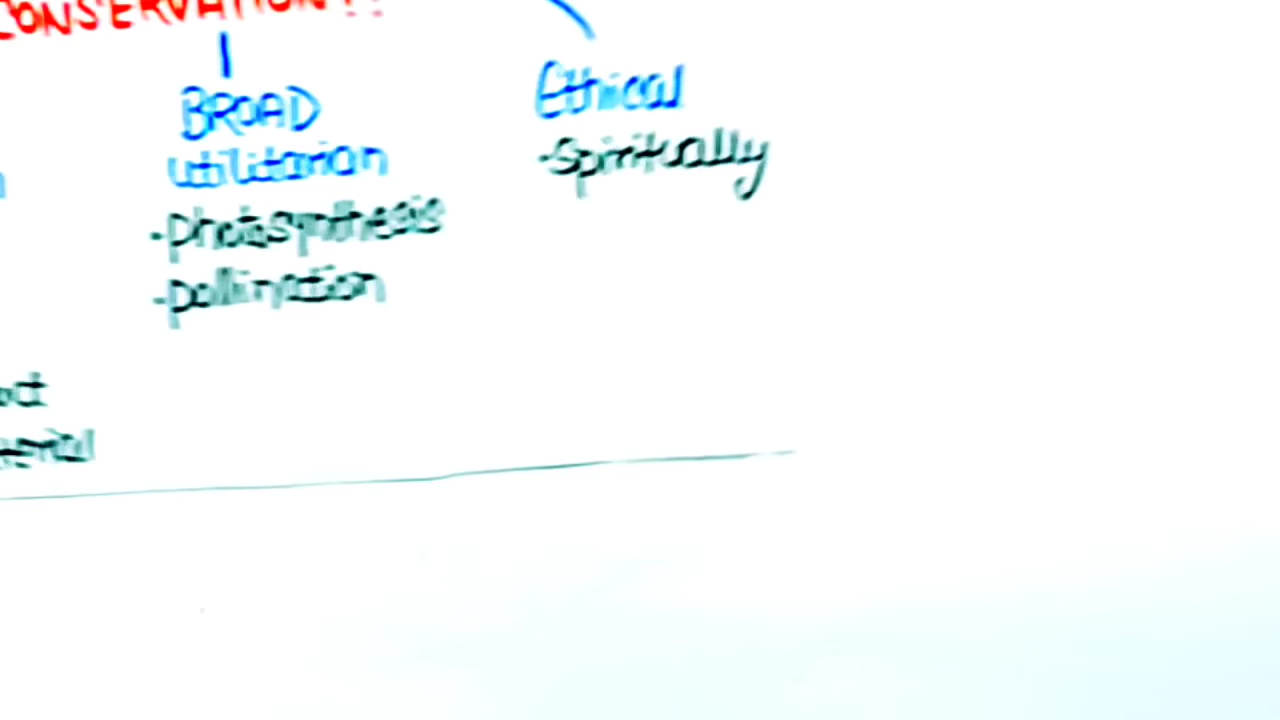 CONSERVATION??
BROAD
utilitarian
-photosynthesis
-pollination
Ethical
-spiritually